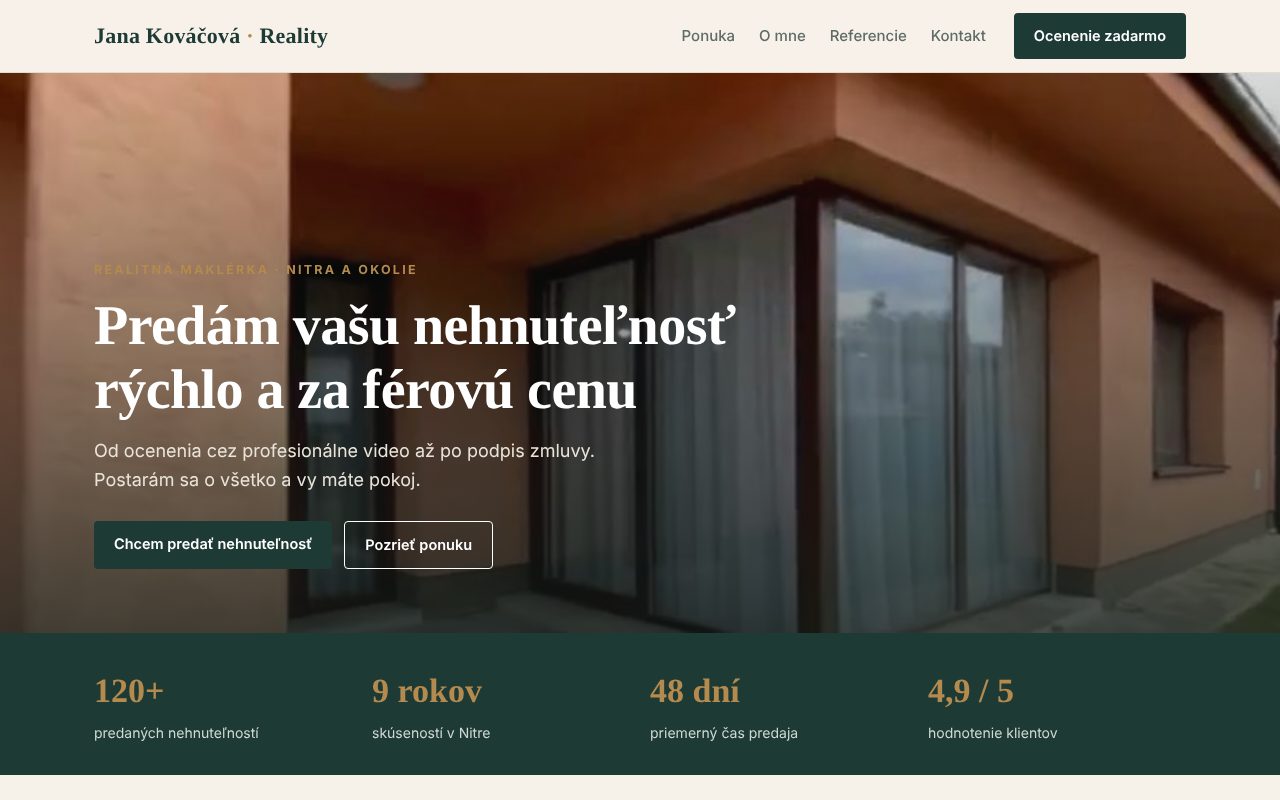 Jana Kováčová · Reality
Ponuka
O mne
Referencie
Kontakt
Ocenenie zadarmo
REALITNÁ MAKLÉRKA · NITRA A OKOLIE
Predám vašu nehnuteľnosť
rýchlo a za férovú cenu
Od ocenenia cez profesionálne video až po podpis zmluvy.
Postarám sa o všetko a vy máte pokoj.
Chcem predať nehnuteľnosť
Pozrieť ponuku
120+
predaných nehnuteľností
9 rokov
skúseností v Nitre
48 dní
priemerný čas predaja
4,9 / 5
hodnotenie klientov